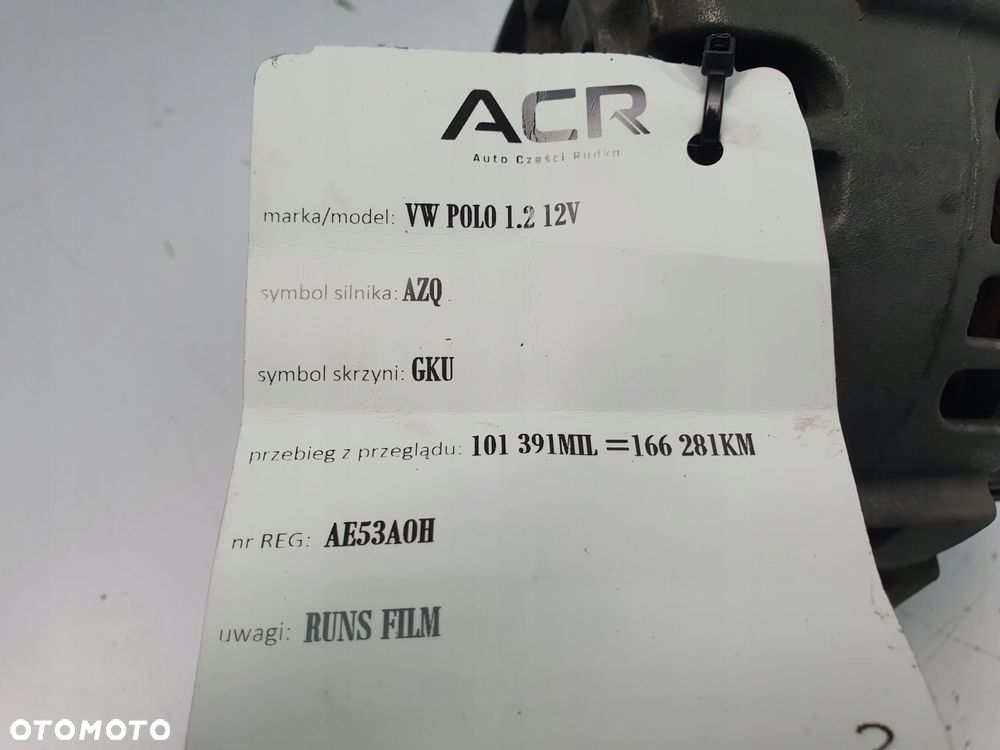 ACR
Auto Części Rudka
marka/model: VW POLO 1.2 12V
symbol silnika: AZQ
symbol skrzyni: GKU
przebieg z przeglądu: 101 391MIL =166 281KM
nr REG: AE53AOH
uwagi: RUNS FILM
OTOMOTO